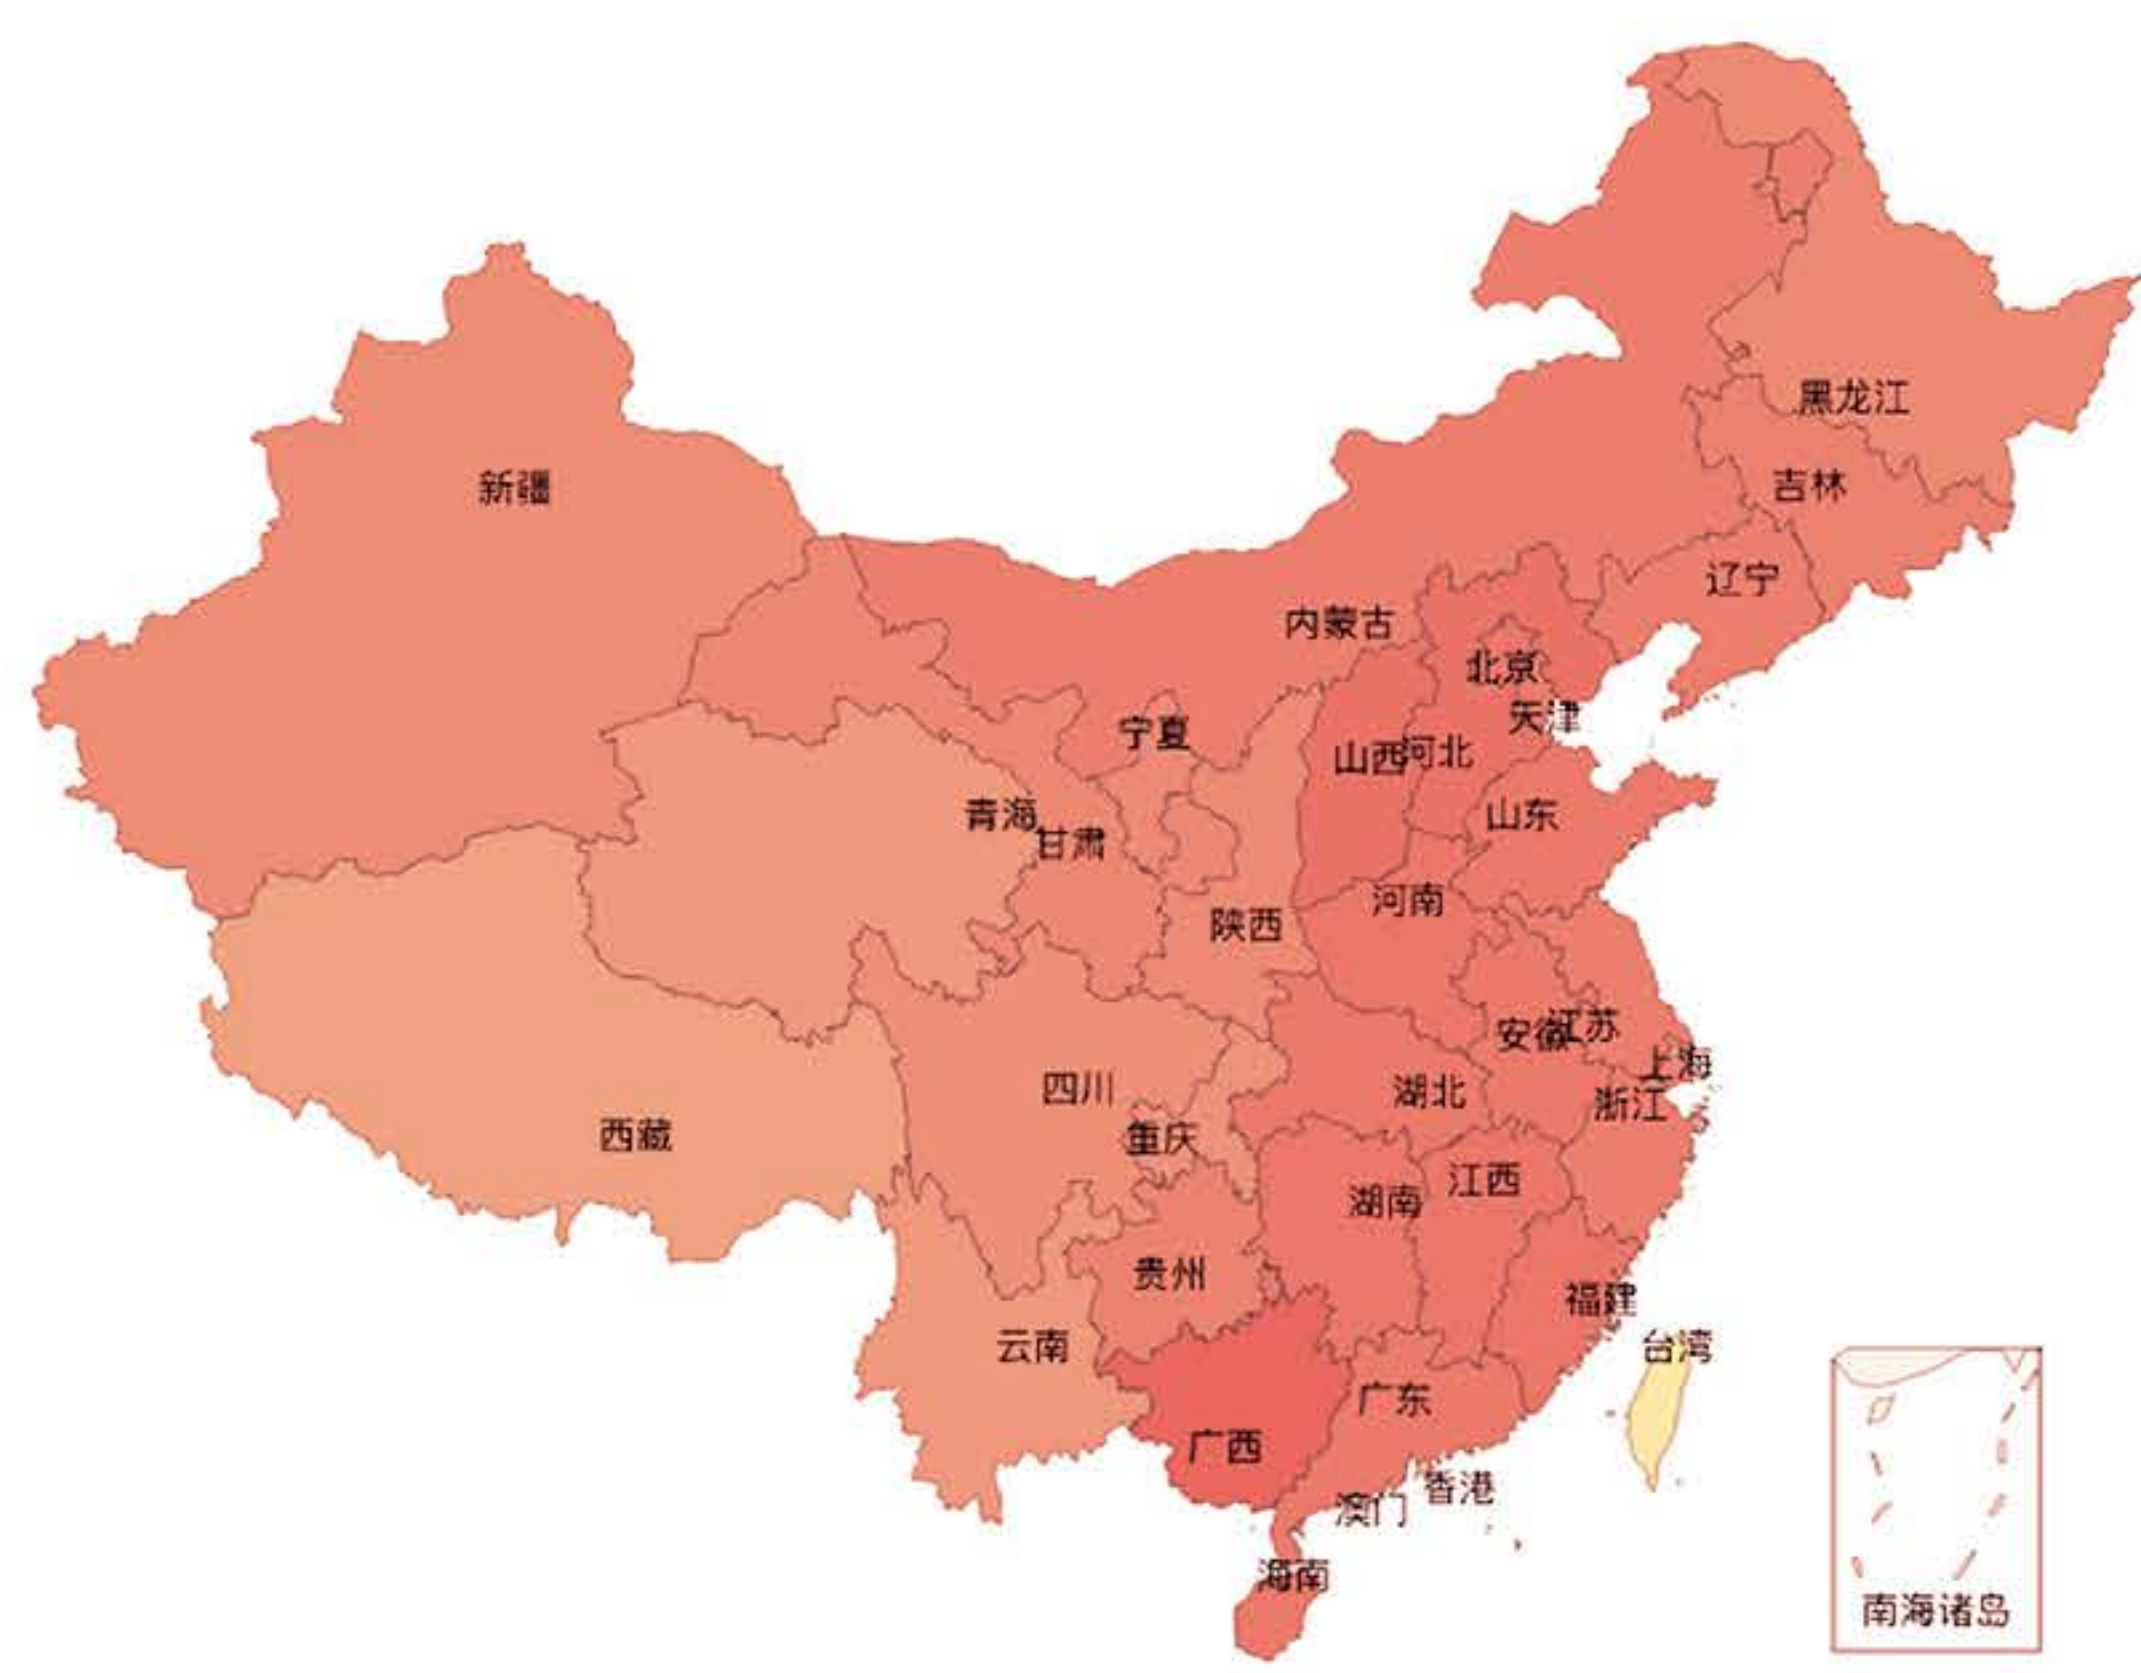 黑龙江
新疆
吉林
辽宁
内蒙古
北京
天津
宁夏
山西
河北
青海
甘肃
山东
河南
陕西
安徽
江苏
上海
四川
湖北
浙江
重庆
西藏
湖南
江西
贵州
福建
云南
台湾
广东
广西
香港
澳门
海南
南海诸岛